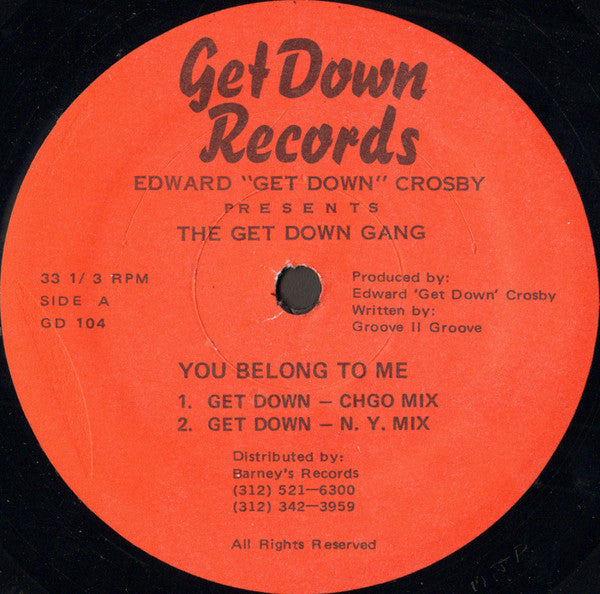 Get Down
Records
EDWARD "GET DOWN" CROSBY
PRESENTS
THE GET DOWN GANG
33 1/3 RPM
SIDE A
GD 104
Produced by:
Edward 'Get Down' Crosby
Written by:
Groove II Groove
YOU BELONG TO ME
1. GET DOWN — CHGO MIX
2. GET DOWN — N. Y. MIX
Distributed by:
Barney's Records
(312) 521—6300
(312) 342—3959
All Rights Reserved